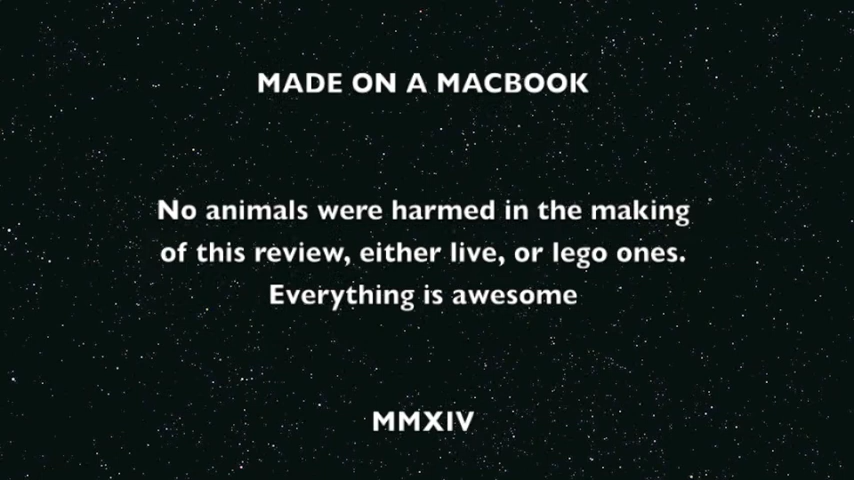 MADE ON A MACBOOK
No animals were harmed in the making
of this review, either live, or lego ones.
Everything is awesome
MMXIV